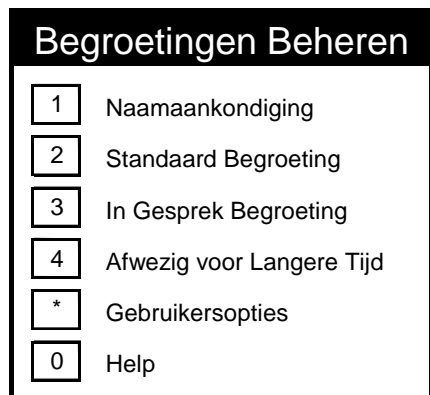 Begroetingen Beheren
1 Naamaankondiging
2 Standaard Begroeting
3 In Gesprek Begroeting
4 Afwezig voor Langere Tijd
* Gebruikersopties
0 Help